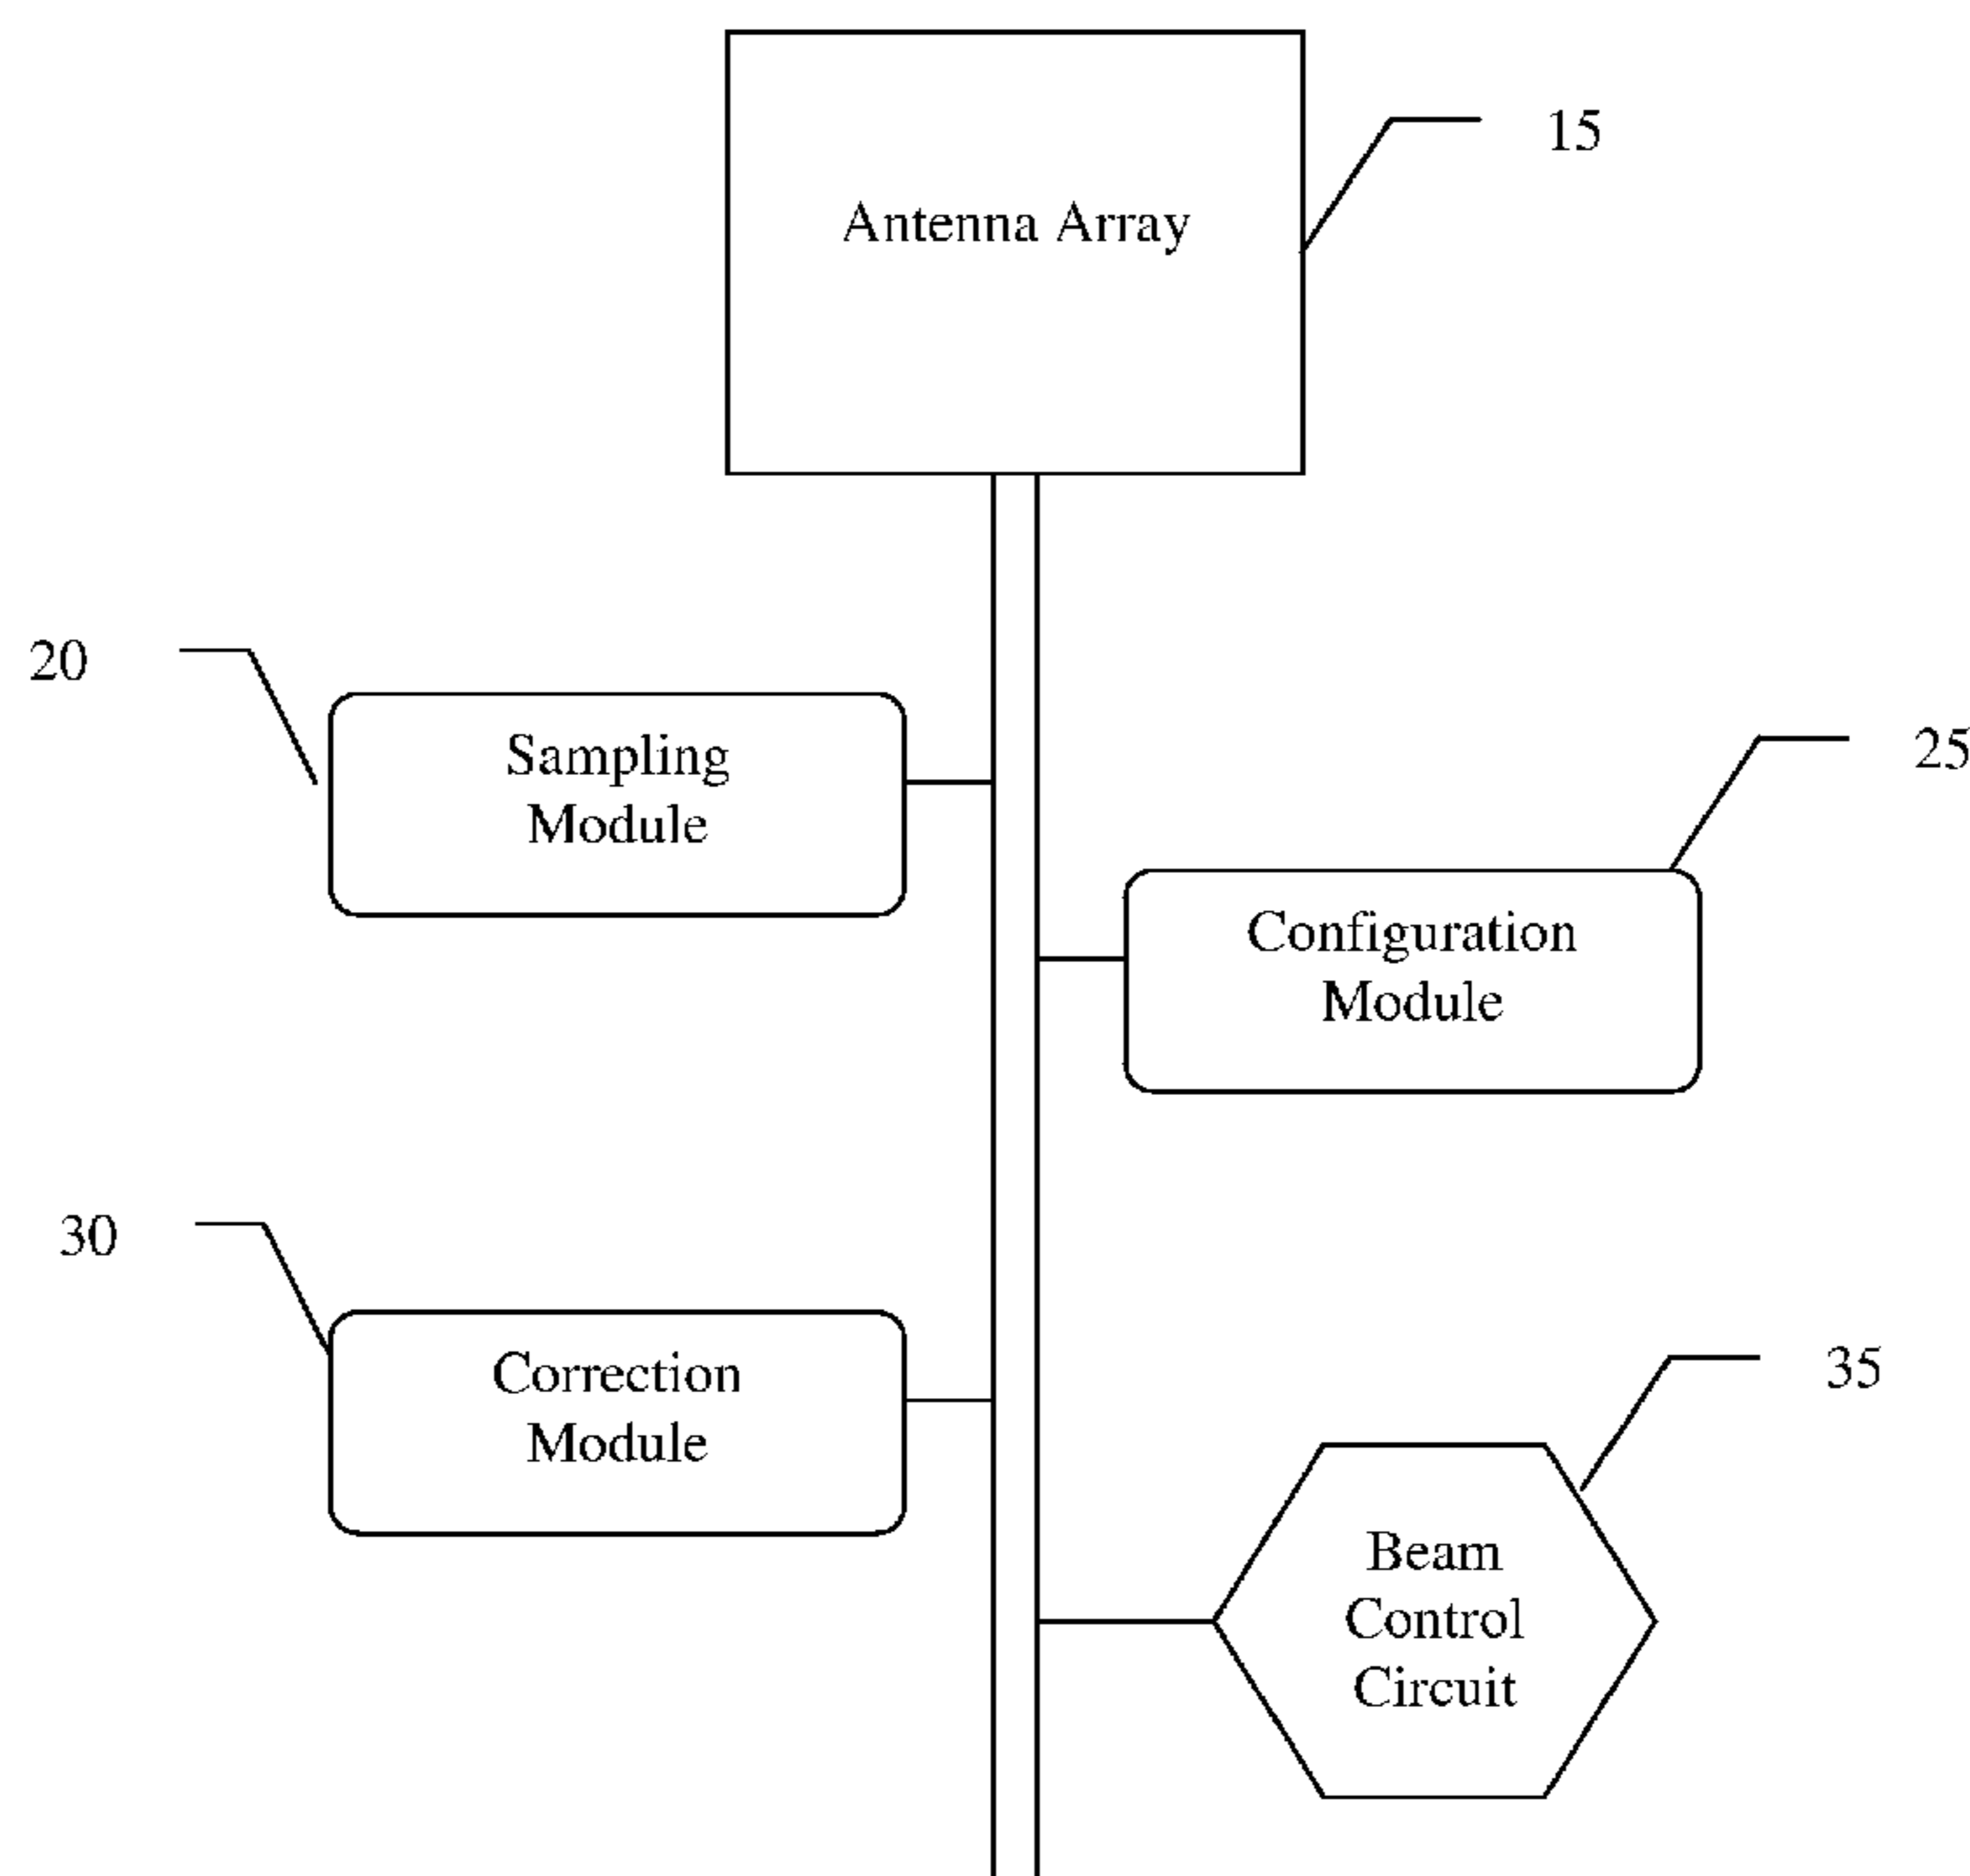 15
Antenna Array
20
Sampling
Module
25
Configuration
Module
30
Correction
Module
35
Beam
Control
Circuit